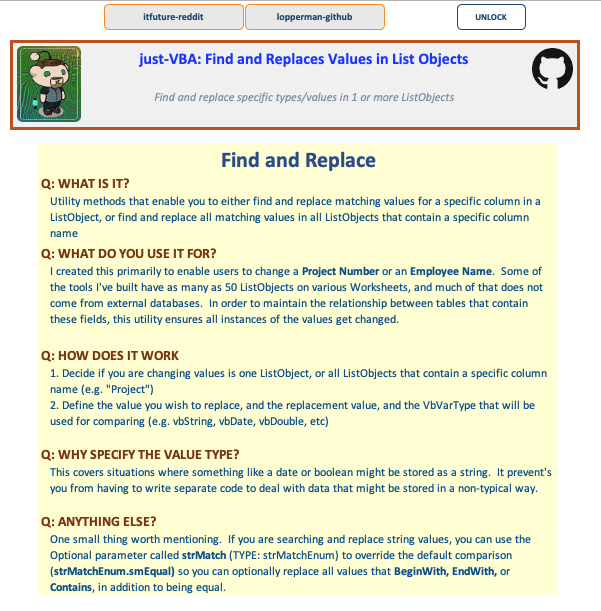 itfuture-reddit lopperman-github UNLOCK
just-VBA: Find and Replaces Values in List Objects
Find and replace specific types/values in 1 or more ListObjects
Find and Replace
Q: WHAT IS IT?
Utility methods that enable you to either find and replace matching values for a specific column in a
ListObject, or find and replace all matching values in all ListObjects that contain a specific column
name
Q: WHAT DO YOU USE IT FOR?
I created this primarily to enable users to change a Project Number or an Employee Name. Some of
the tools I've built have as many as 50 ListObjects on various Worksheets, and much of that does not
come from external databases. In order to maintain the relationship between tables that contain
these fields, this utility ensures all instances of the values get changed.
Q: HOW DOES IT WORK
1. Decide if you are changing values is one ListObject, or all ListObjects that contain a specific column
name (e.g. "Project")
2. Define the value you wish to replace, and the replacement value, and the VbVarType that will be
used for comparing (e.g. vbString, vbDate, vbDouble, etc)
Q: WHY SPECIFY THE VALUE TYPE?
This covers situations where something like a date or boolean might be stored as a string. It prevent's
you from having to write separate code to deal with data that might be stored in a non-typical way.
Q: ANYTHING ELSE?
One small thing worth mentioning. If you are searching and replace string values, you can use the
Optional parameter called strMatch (TYPE: strMatchEnum) to override the default comparison
(strMatchEnum.smEqual) so you can optionally replace all values that BeginWith, EndWith, or
Contains, in addition to being equal.